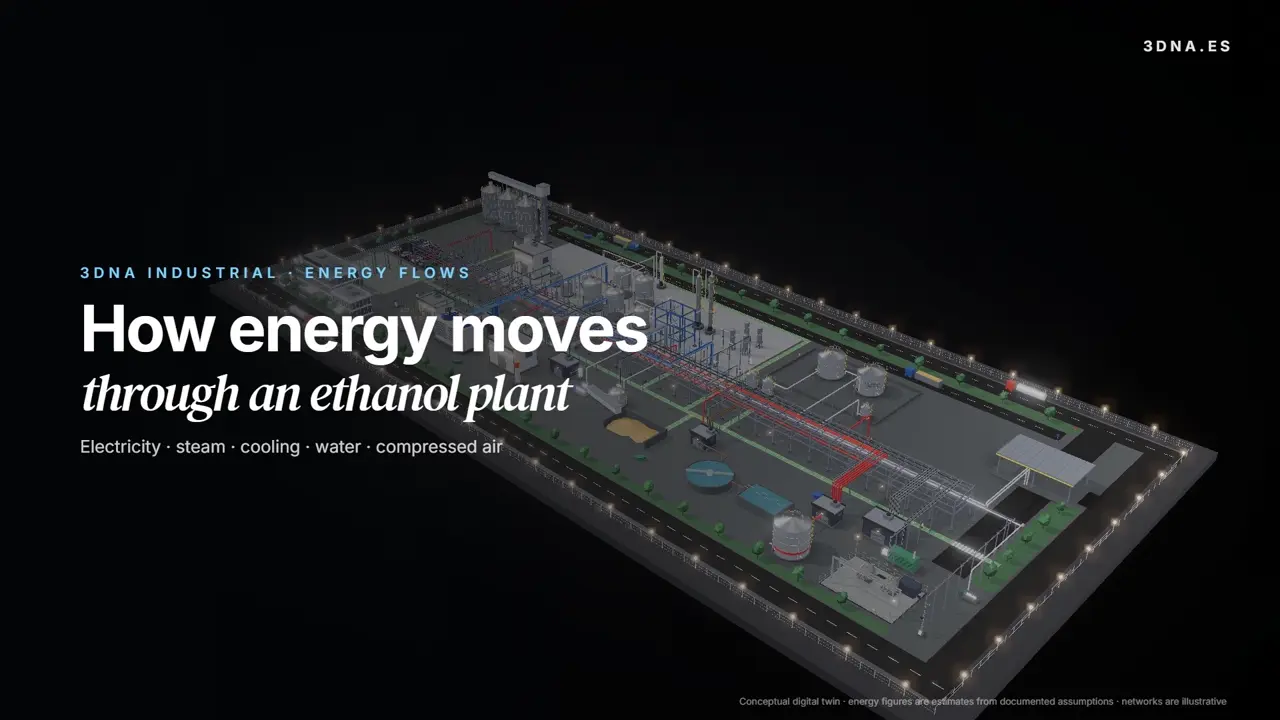 3DNA.ES
3DNA INDUSTRIAL · ENERGY FLOWS
How energy moves
through an ethanol plant
Electricity · steam · cooling · water · compressed air
Conceptual digital twin · energy figures are estimates from documented assumptions · networks are illustrative